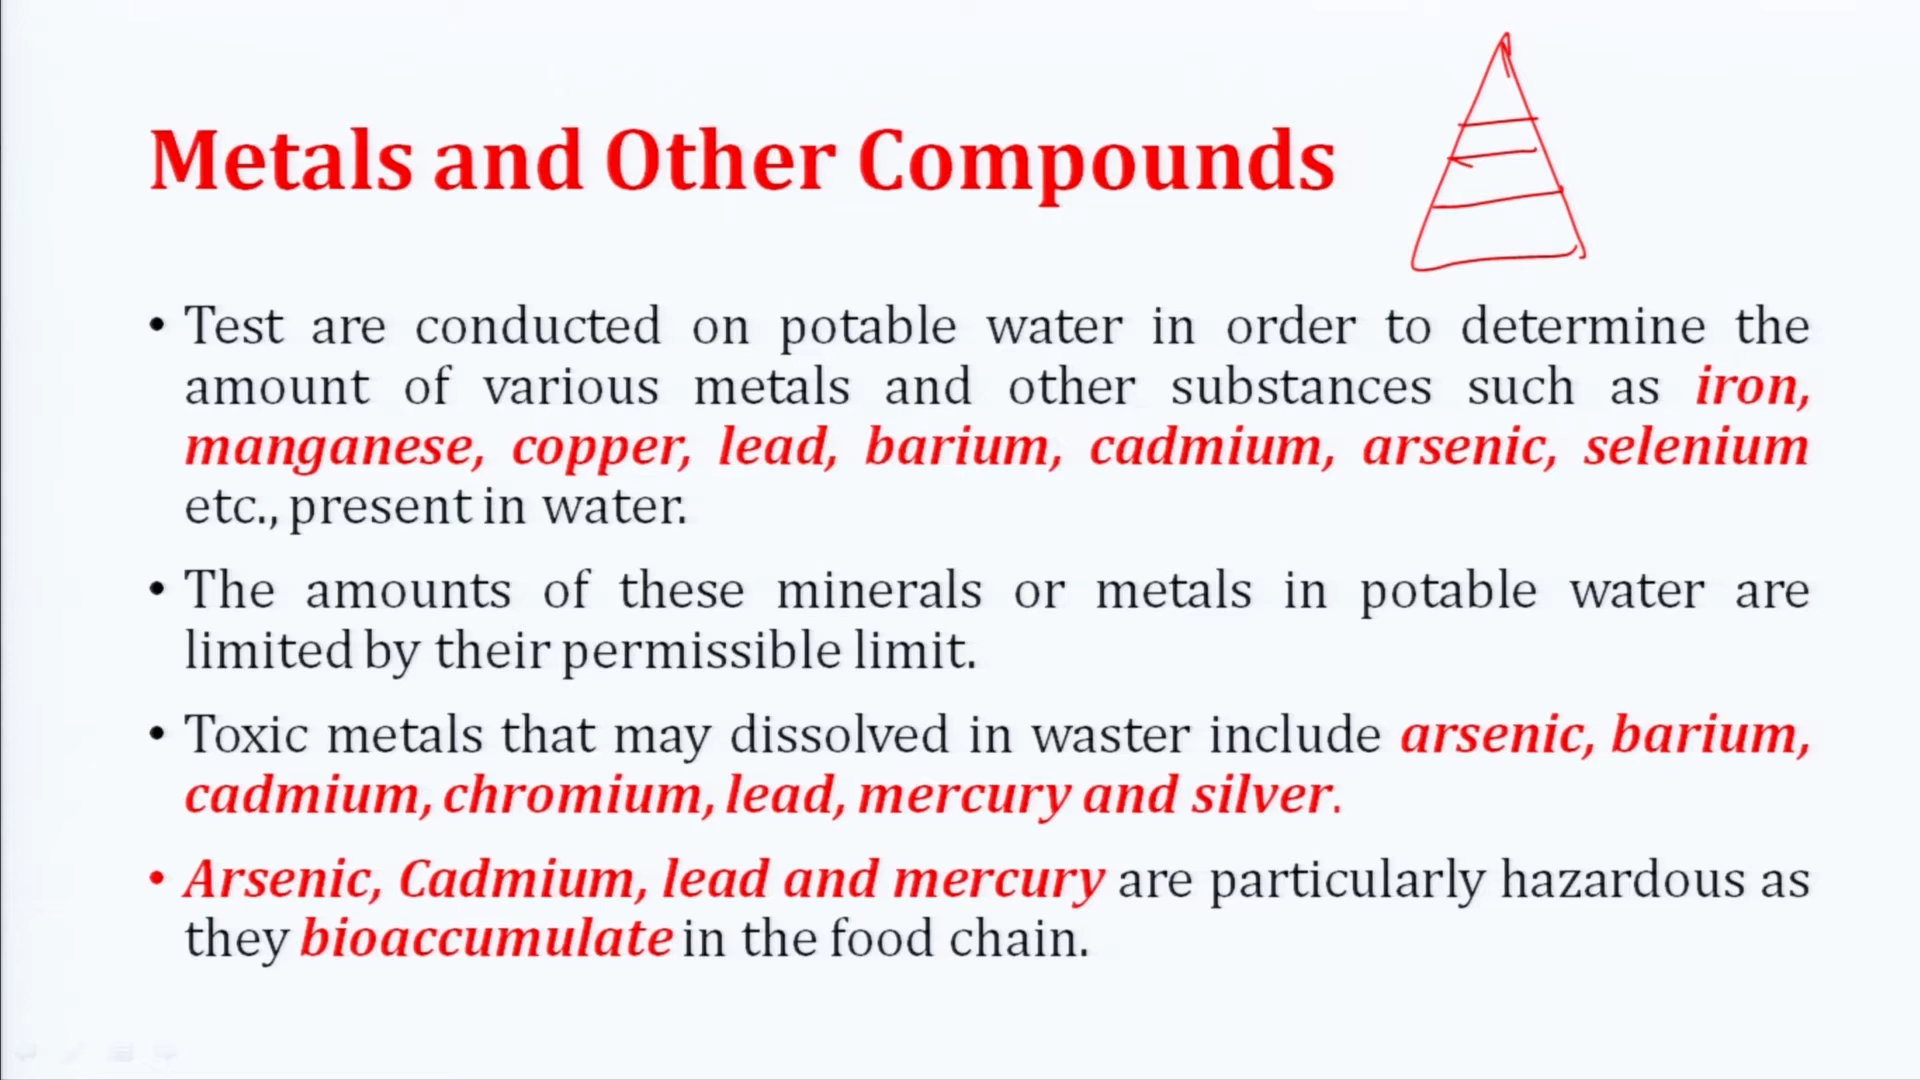 Metals and Other Compounds
• Test are conducted on potable water in order to determine the
amount of various metals and other substances such as iron,
manganese, copper, lead, barium, cadmium, arsenic, selenium
etc., present in water.
• The amounts of these minerals or metals in potable water are
limited by their permissible limit.
• Toxic metals that may dissolved in waster include arsenic, barium,
cadmium, chromium, lead, mercury and silver.
• Arsenic, Cadmium, lead and mercury are particularly hazardous as
they bioaccumulate in the food chain.